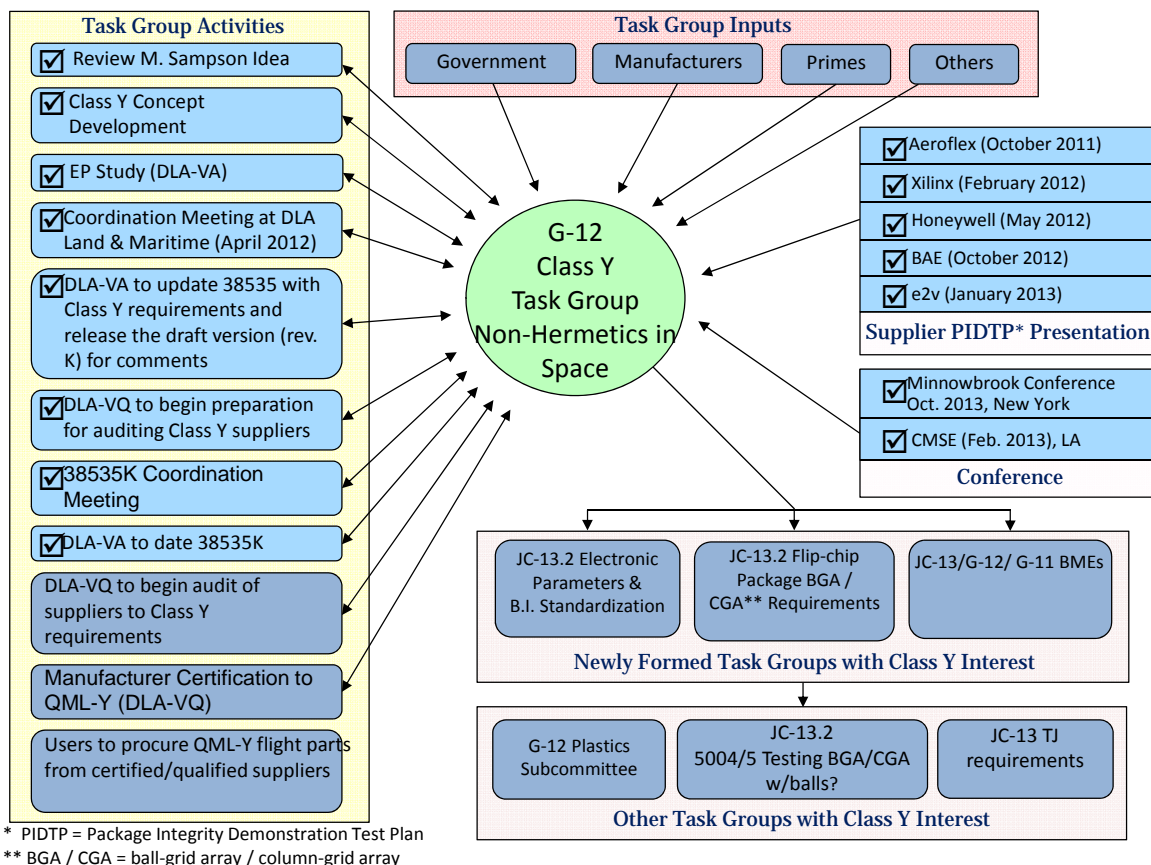 Task Group Activities
Review M. Sampson Idea
Class Y Concept
Development
EP Study (DLA-VA)
Coordination Meeting at DLA
Land & Maritime (April 2012)
DLA-VA to update 38535 with
Class Y requirements and
release the draft version (rev.
K) for comments
DLA-VQ to begin preparation
for auditing Class Y suppliers
38535K Coordination
Meeting
DLA-VA to date 38535K
DLA-VQ to begin audit of
suppliers to Class Y
requirements
Manufacturer Certification to
QML-Y (DLA-VQ)
Users to procure QML-Y flight parts
from certified/qualified suppliers
Task Group Inputs
Government
Manufacturers
Primes
Others
G-12
Class Y
Task Group
Non-Hermetics in
Space
Aeroflex (October 2011)
Xilinx (February 2012)
Honeywell (May 2012)
BAE (October 2012)
e2v (January 2013)
Supplier PIDTP* Presentation
Minnowbrook Conference
Oct. 2013, New York
CMSE (Feb. 2013), LA
Conference
JC-13.2 Electronic
Parameters &
B.I. Standardization
JC-13.2 Flip-chip
Package BGA /
CGA** Requirements
JC-13/G-12/ G-11 BMEs
Newly Formed Task Groups with Class Y Interest
G-12 Plastics
Subcommittee
JC-13.2
5004/5 Testing BGA/CGA
w/balls?
JC-13 TJ
requirements
Other Task Groups with Class Y Interest
* PIDTP = Package Integrity Demonstration Test Plan
** BGA / CGA = ball-grid array / column-grid array